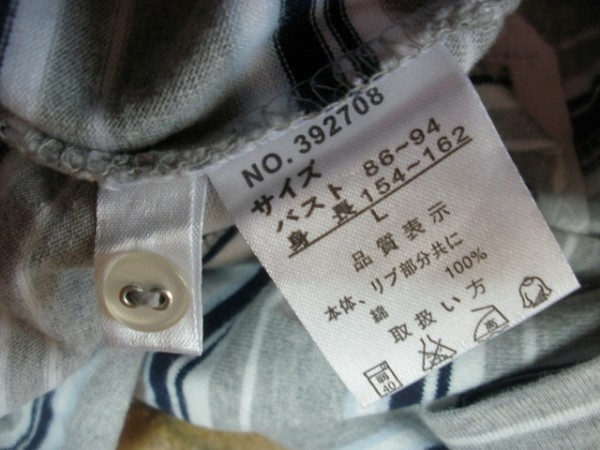 NO. 392708
サイズ
バスト 86~94
身長 154~162
L
品質表示
本体、リブ部分共に
綿 100%
取扱い方
弱
40